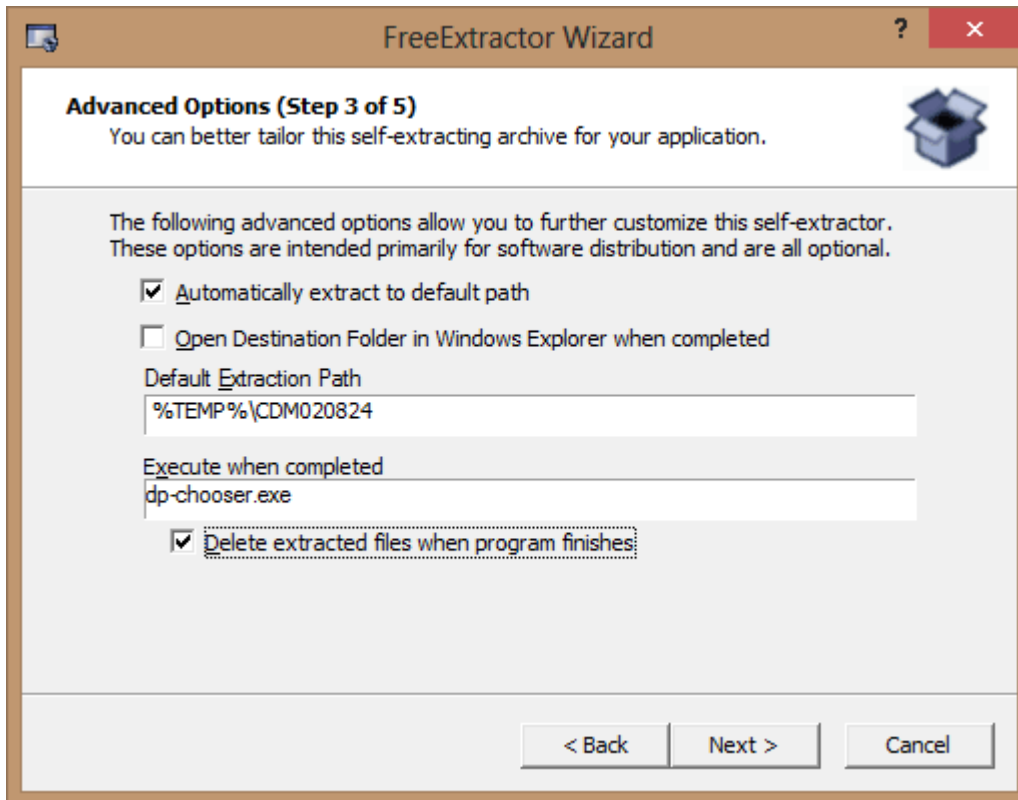 FreeExtractor Wizard
?
Advanced Options (Step 3 of 5)
You can better tailor this self-extracting archive for your application.
The following advanced options allow you to further customize this self-extractor.
These options are intended primarily for software distribution and are all optional.
Automatically extract to default path
Open Destination Folder in Windows Explorer when completed
Default Extraction Path
%TEMP%\CDM020824
Execute when completed
dp-chooser.exe
Delete extracted files when program finishes
< Back Next > Cancel